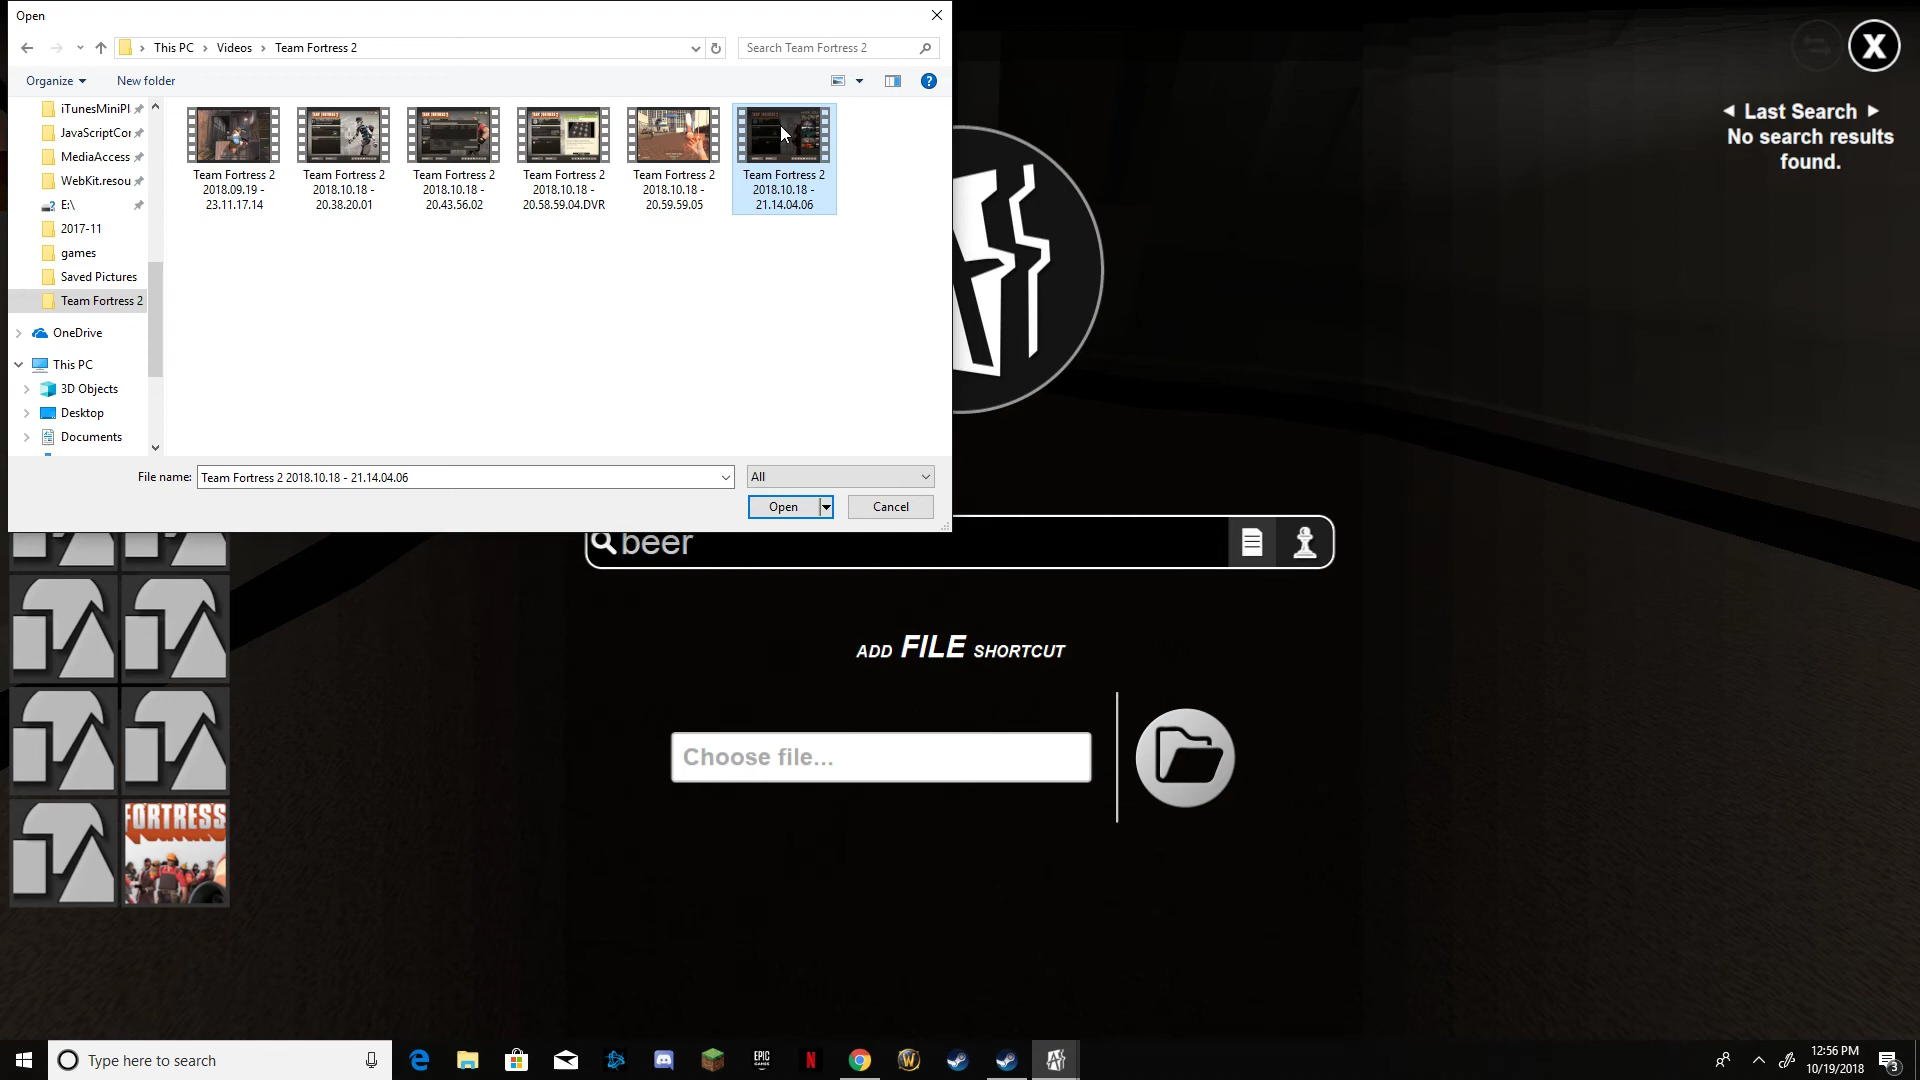 Open
This PC
Videos
Team Fortress 2
Search Team Fortress 2
Organize
New folder
iTunesMiniPl
JavaScriptCor
MediaAccess
WebKit.resou
E:\
2017-11
games
Saved Pictures
Team Fortress 2
OneDrive
This PC
3D Objects
Desktop
Documents
Team Fortress 2
2018.09.19 -
23.11.17.14
Team Fortress 2
2018.10.18 -
20.38.20.01
Team Fortress 2
2018.10.18 -
20.43.56.02
Team Fortress 2
2018.10.18 -
20.58.59.04.DVR
Team Fortress 2
2018.10.18 -
20.59.59.05
Team Fortress 2
2018.10.18 -
21.14.04.06
File name:
Team Fortress 2 2018.10.18 - 21.14.04.06
All
Open
Cancel
X
Last Search
No search results
found.
beer
ADD FILE SHORTCUT
Choose file...
FORTRESS
Type here to search
EPIC
GAMES
N
W
12:56 PM
10/19/2018
3